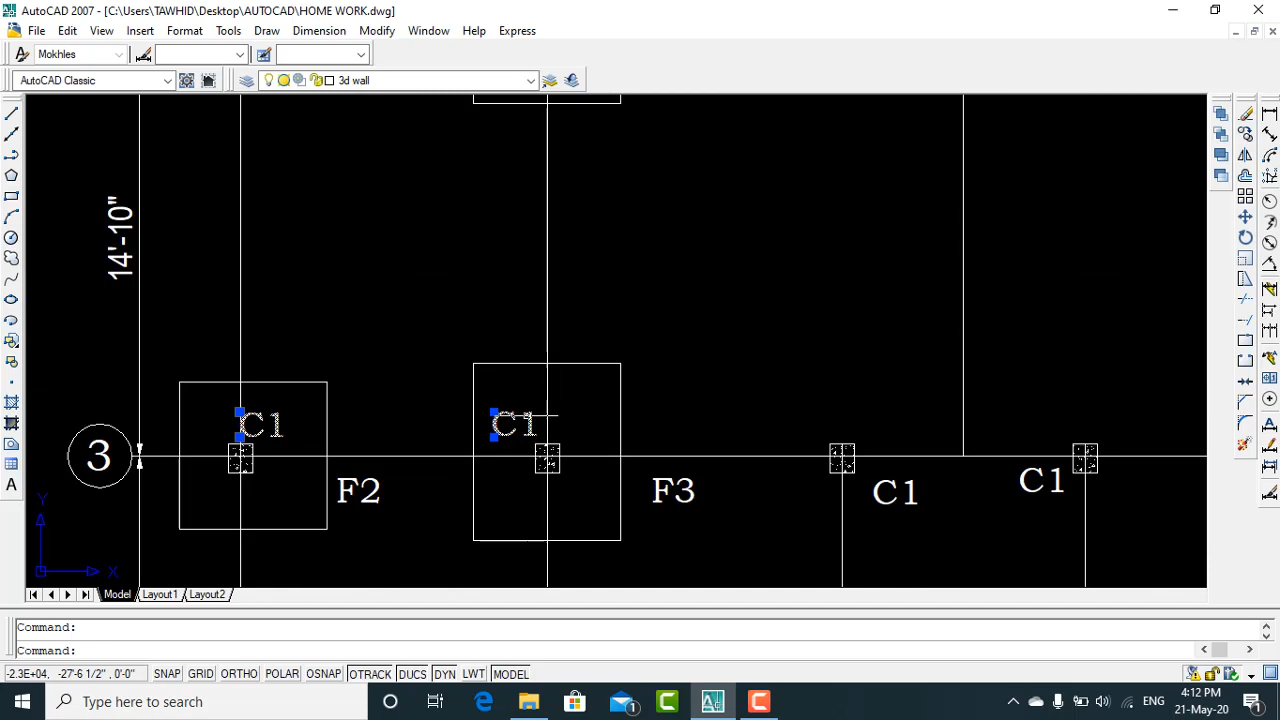 AutoCAD 2007 - [C:\Users\TAWHID\Desktop\AUTOCAD\HOME WORK.dwg]
File Edit View Insert Format Tools Draw Dimension Modify Window Help Express
Mokhles
AutoCAD Classic 3d wall
14'-10"
C1 C1
3
F2 F3 C1 C1
Y
X
Model Layout1 Layout2
Command:
Command:
-2.3E+04, -27'-6 1/2" , 0'-0" SNAP GRID ORTHO POLAR OSNAP OTRACK DUCS DYN LWT MODEL
Type here to search
1
ENG
4:12 PM
21-May-20
1